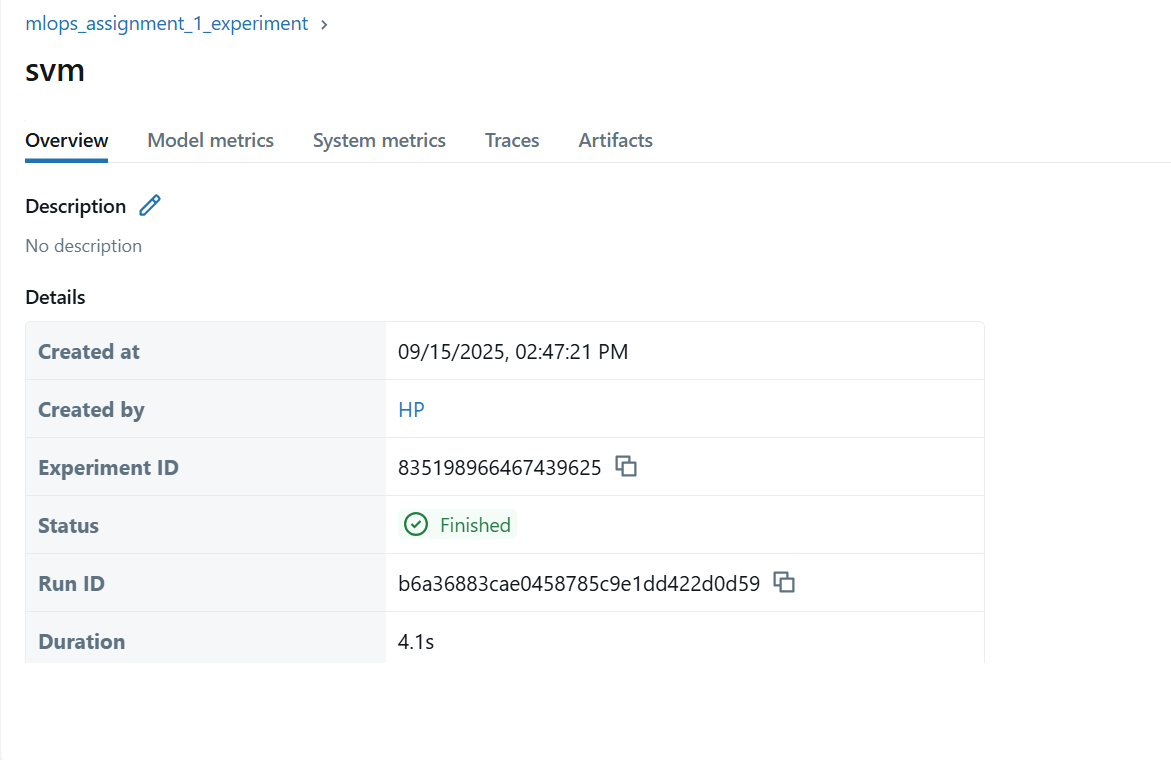 mlops_assignment_1_experiment >
svm
Overview Model metrics System metrics Traces Artifacts
Description
No description
Details
Created at 09/15/2025, 02:47:21 PM
Created by HP
Experiment ID 835198966467439625
Status Finished
Run ID b6a36883cae0458785c9e1dd422d0d59
Duration 4.1s